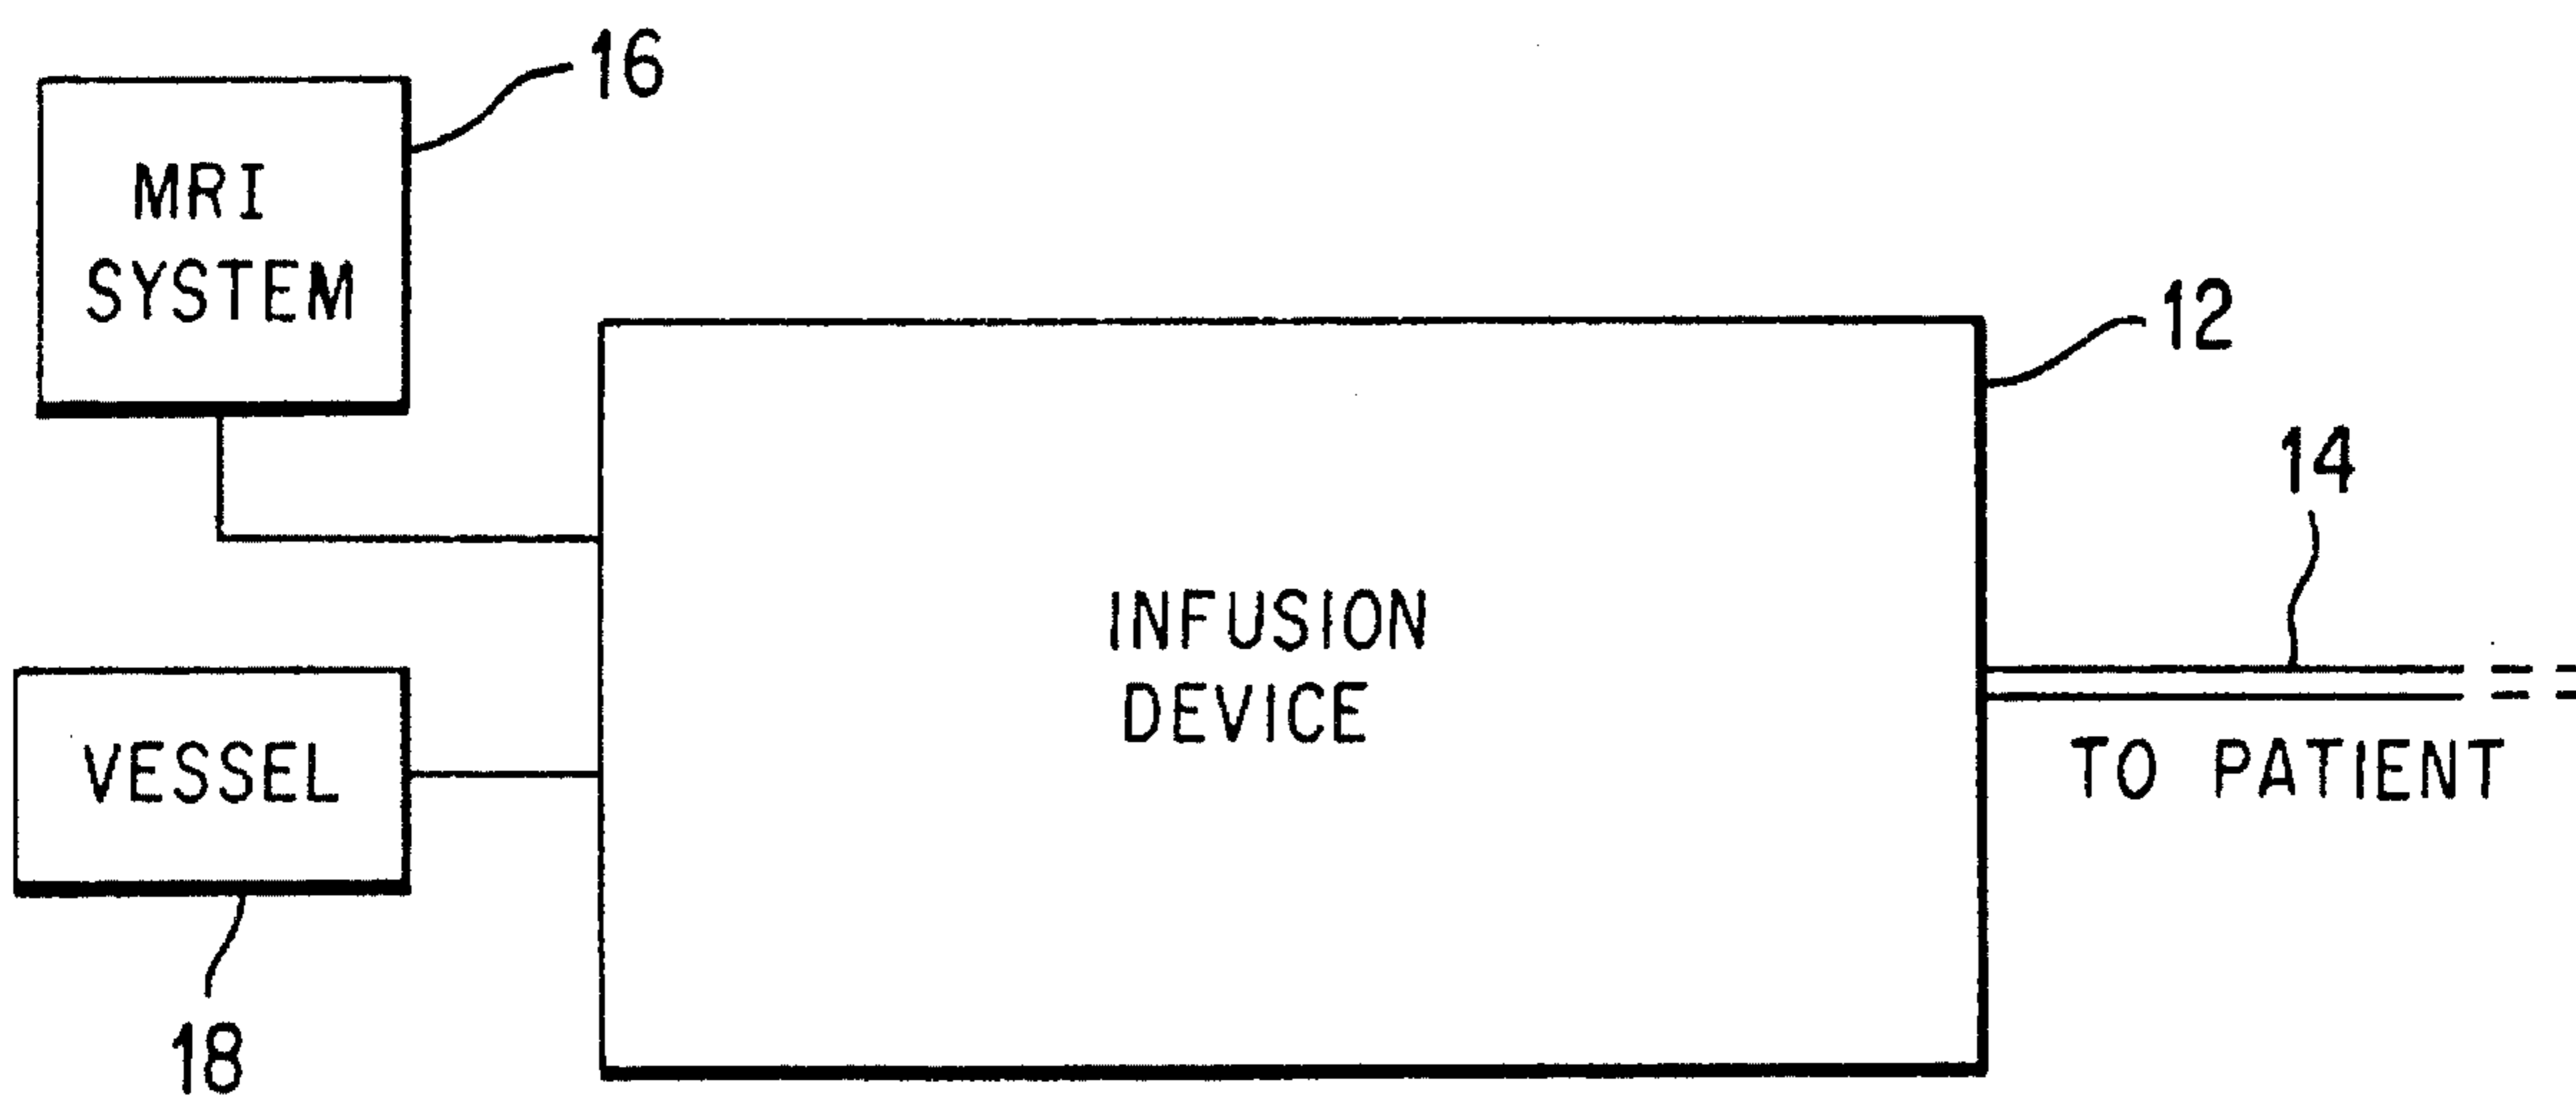 16
MRI
SYSTEM
12
14
INFUSION
DEVICE
VESSEL
TO PATIENT
18